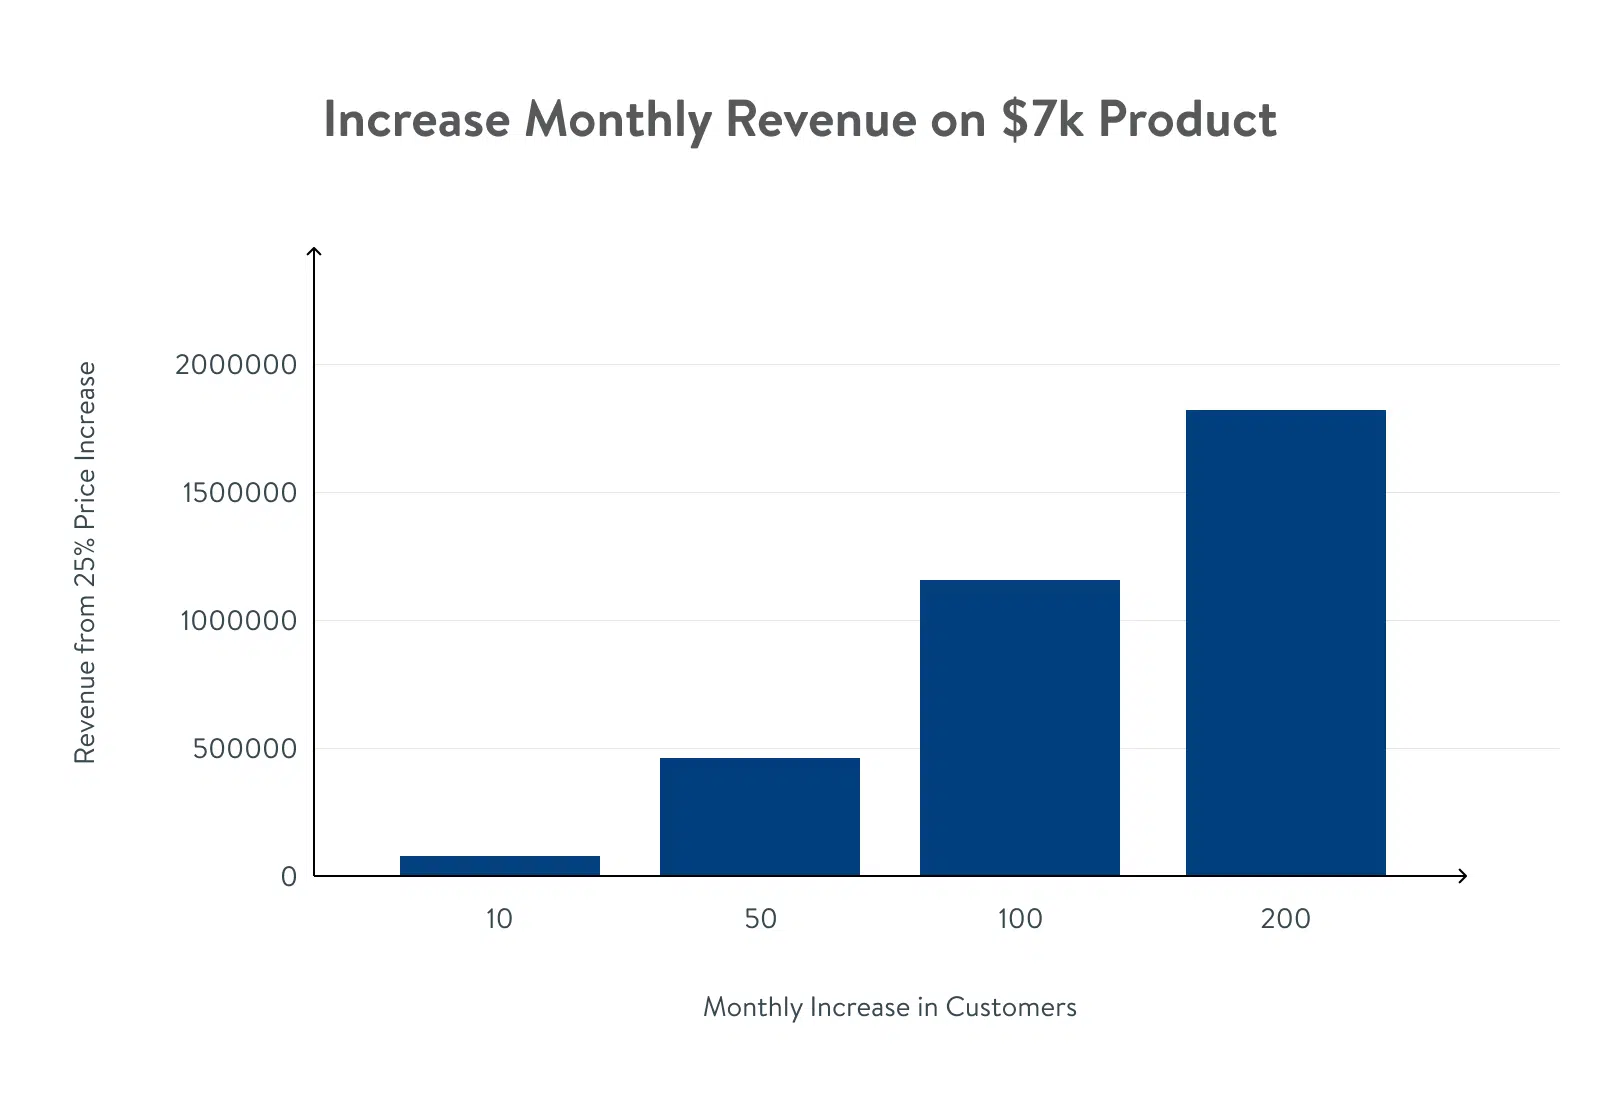 Increase Monthly Revenue on $7k Product
Revenue from 25% Price Increase
2000000
1500000
1000000
500000
0
10 50 100 200
Monthly Increase in Customers